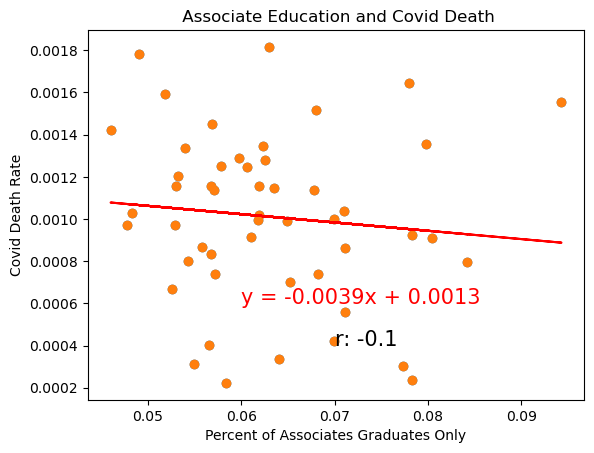 Associate Education and Covid Death
Covid Death Rate
0.0018
0.0016
0.0014
0.0012
0.0010
0.0008
0.0006
0.0004
0.0002
y = -0.0039x + 0.0013
r: -0.1
0.05 0.06 0.07 0.08 0.09
Percent of Associates Graduates Only